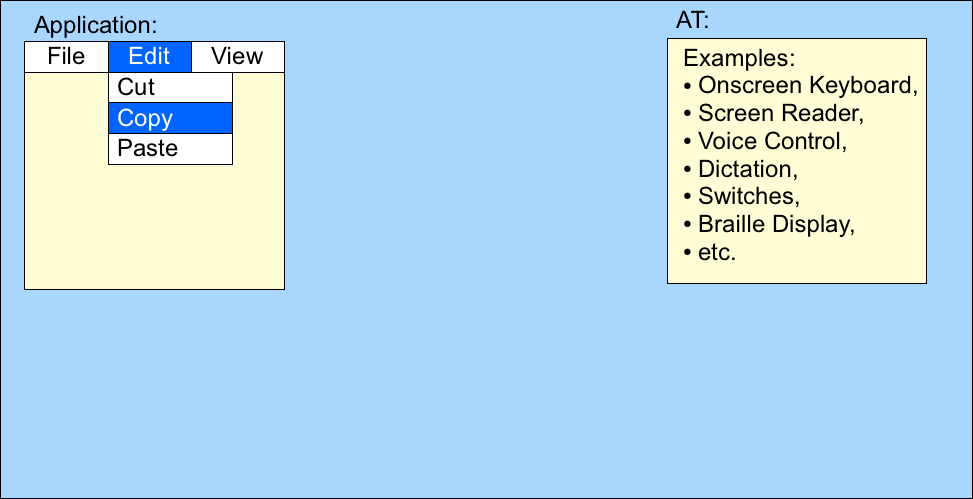 Application:
File Edit View
Cut
Copy
Paste
AT:
Examples:
• Onscreen Keyboard,
• Screen Reader,
• Voice Control,
• Dictation,
• Switches,
• Braille Display,
• etc.